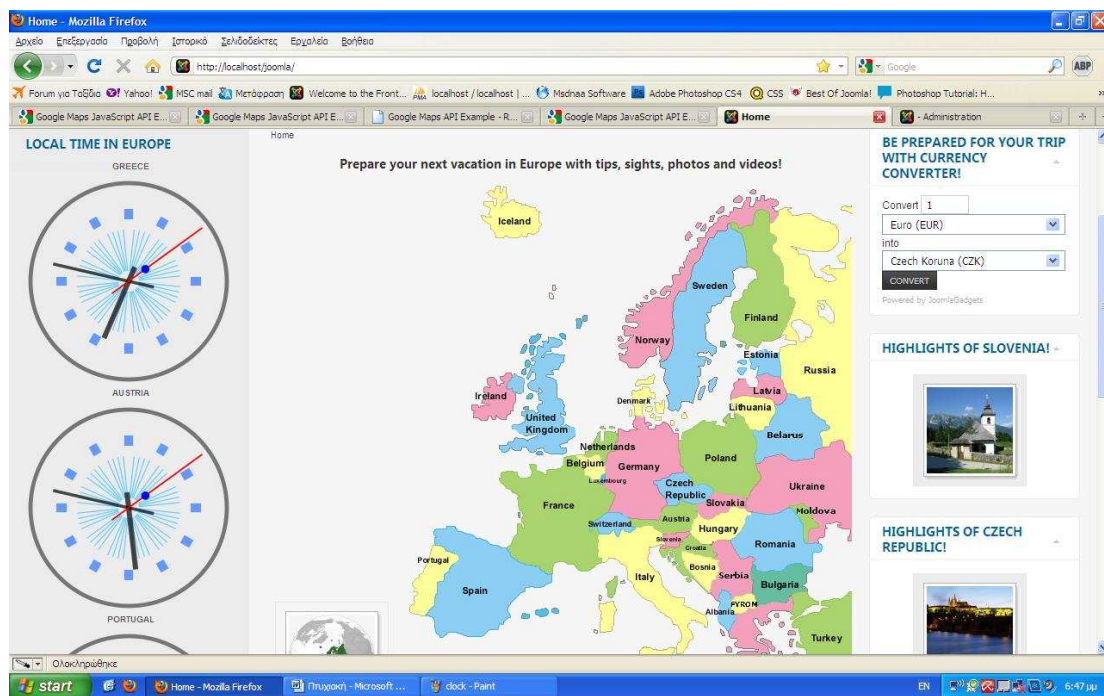 Home - Mozilla Firefox
Αρχείο Επεξεργασία Προβολή Ιστορικό Σελιδοδείκτες Εργαλεία Βοήθεια
http://localhost/joomla/
Google
ABP
Forum για Ταξίδια Yahoo! MSC mail Μετάφραση Welcome to the Front... localhost / localhost | ... Msdnaa Software Adobe Photoshop CS4 CSS Best Of Joomla! Photoshop Tutorial: H...
Google Maps JavaScript API E... Google Maps JavaScript API E... Google Maps API Example - R... Google Maps JavaScript API E... Home - Administration
LOCAL TIME IN EUROPE
GREECE
AUSTRIA
PORTUGAL
Home
Prepare your next vacation in Europe with tips, sights, photos and videos!
Iceland
Sweden
Finland
Norway
Estonia
Russia
Latvia
Ireland
Denmark
Lithuania
United
Kingdom
Belarus
Netherlands
Poland
Belgium
Germany
Luxembourg
Czech
Republic
Ukraine
France
Slovakia
Moldova
Switzerland
Austria
Hungary
Slovenia
Croatia
Romania
Portugal
Bosnia
Italy
Serbia
Spain
Bulgaria
FYROM
Albania
Turkey
BE PREPARED FOR YOUR TRIP
WITH CURRENCY
CONVERTER!
Convert 1
Euro (EUR)
into
Czech Koruna (CZK)
CONVERT
Powered by JoomlaGadgets
HIGHLIGHTS OF SLOVENIA!
HIGHLIGHTS OF CZECH
REPUBLIC!
Ολοκληρώθηκε
start Home - Mozilla Firefox Πτυχιακή - Microsoft ... clock - Paint EN 6:47 μμ